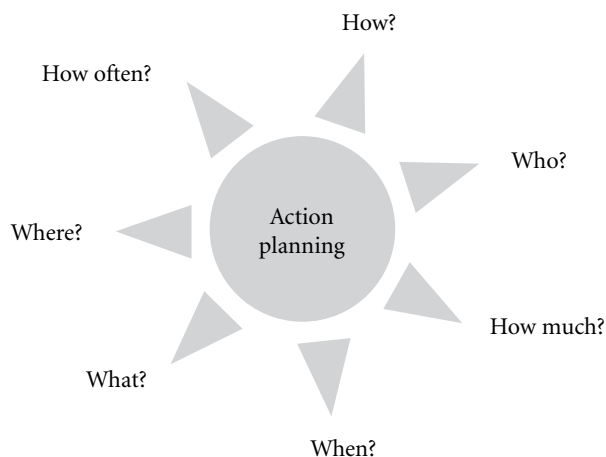 How?
How often?
Who?
Action
planning
Where?
How much?
What?
When?